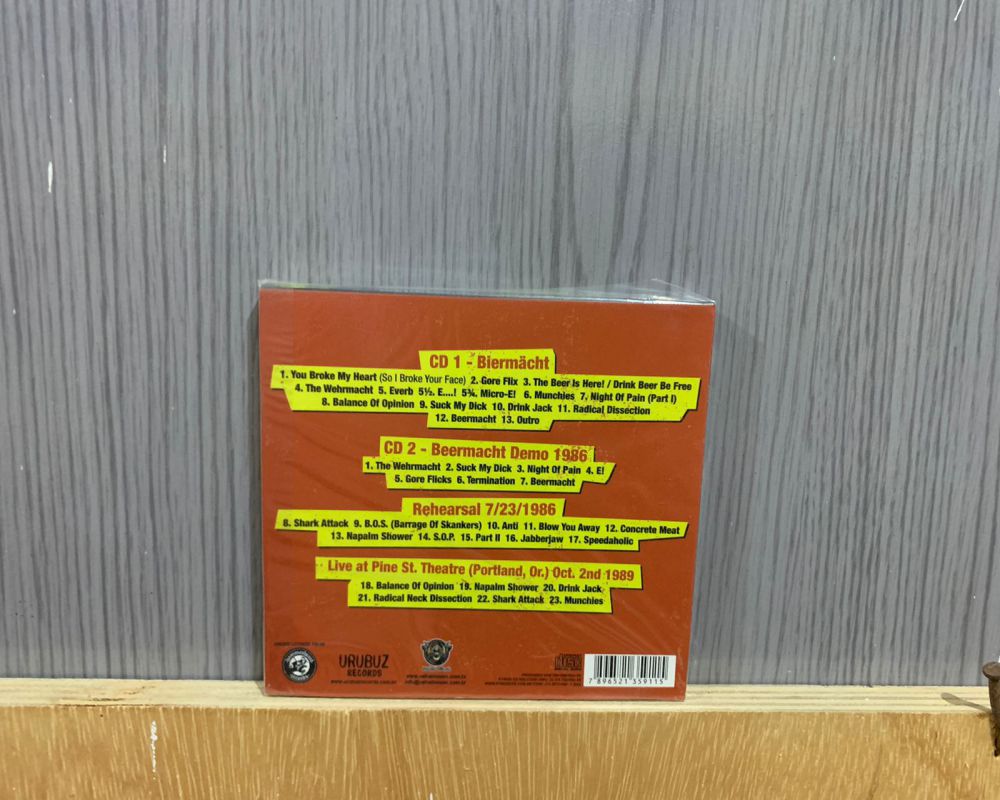 CD 1 - Biermächt
1. You Broke My Heart (So I Broke Your Face) 2. Gore Flix 3. The Beer Is Here! / Drink Beer Be Free
4. The Wehrmacht 5. Everb 5½. E....! 5¾. Micro-E! 6. Munchies 7. Night Of Pain (Part I)
8. Balance Of Opinion 9. Suck My Dick 10. Drink Jack 11. Radical Dissection
12. Beermacht 13. Outro
CD 2 - Beermacht Demo 1986
1. The Wehrmacht 2. Suck My Dick 3. Night Of Pain 4. E!
5. Gore Flicks 6. Termination 7. Beermacht
Rehearsal 7/23/1986
8. Shark Attack 9. B.O.S. (Barrage Of Skankers) 10. Anti 11. Blow You Away 12. Concrete Meat
13. Napalm Shower 14. S.O.P. 15. Part II 16. Jabberjaw 17. Speedaholic
Live at Pine St. Theatre (Portland, Or.) Oct. 2nd 1989
18. Balance Of Opinion 19. Napalm Shower 20. Drink Jack
21. Radical Neck Dissection 22. Shark Attack 23. Munchies
URUBUZ
RECORDS
7 896521 359115